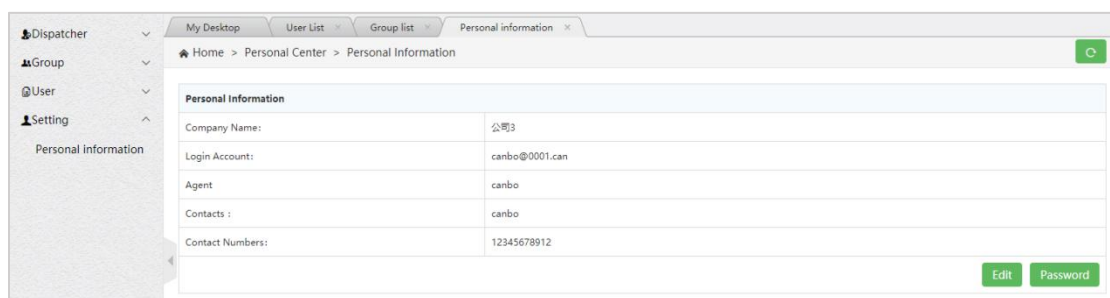 Dispatcher
Group
User
Setting
Personal information
My Desktop
User List ×
Group list ×
Personal information ×
Home > Personal Center > Personal Information
Personal Information
Company Name: 公司3
Login Account: canbo@0001.can
Agent canbo
Contacts : canbo
Contact Numbers: 12345678912
Edit Password